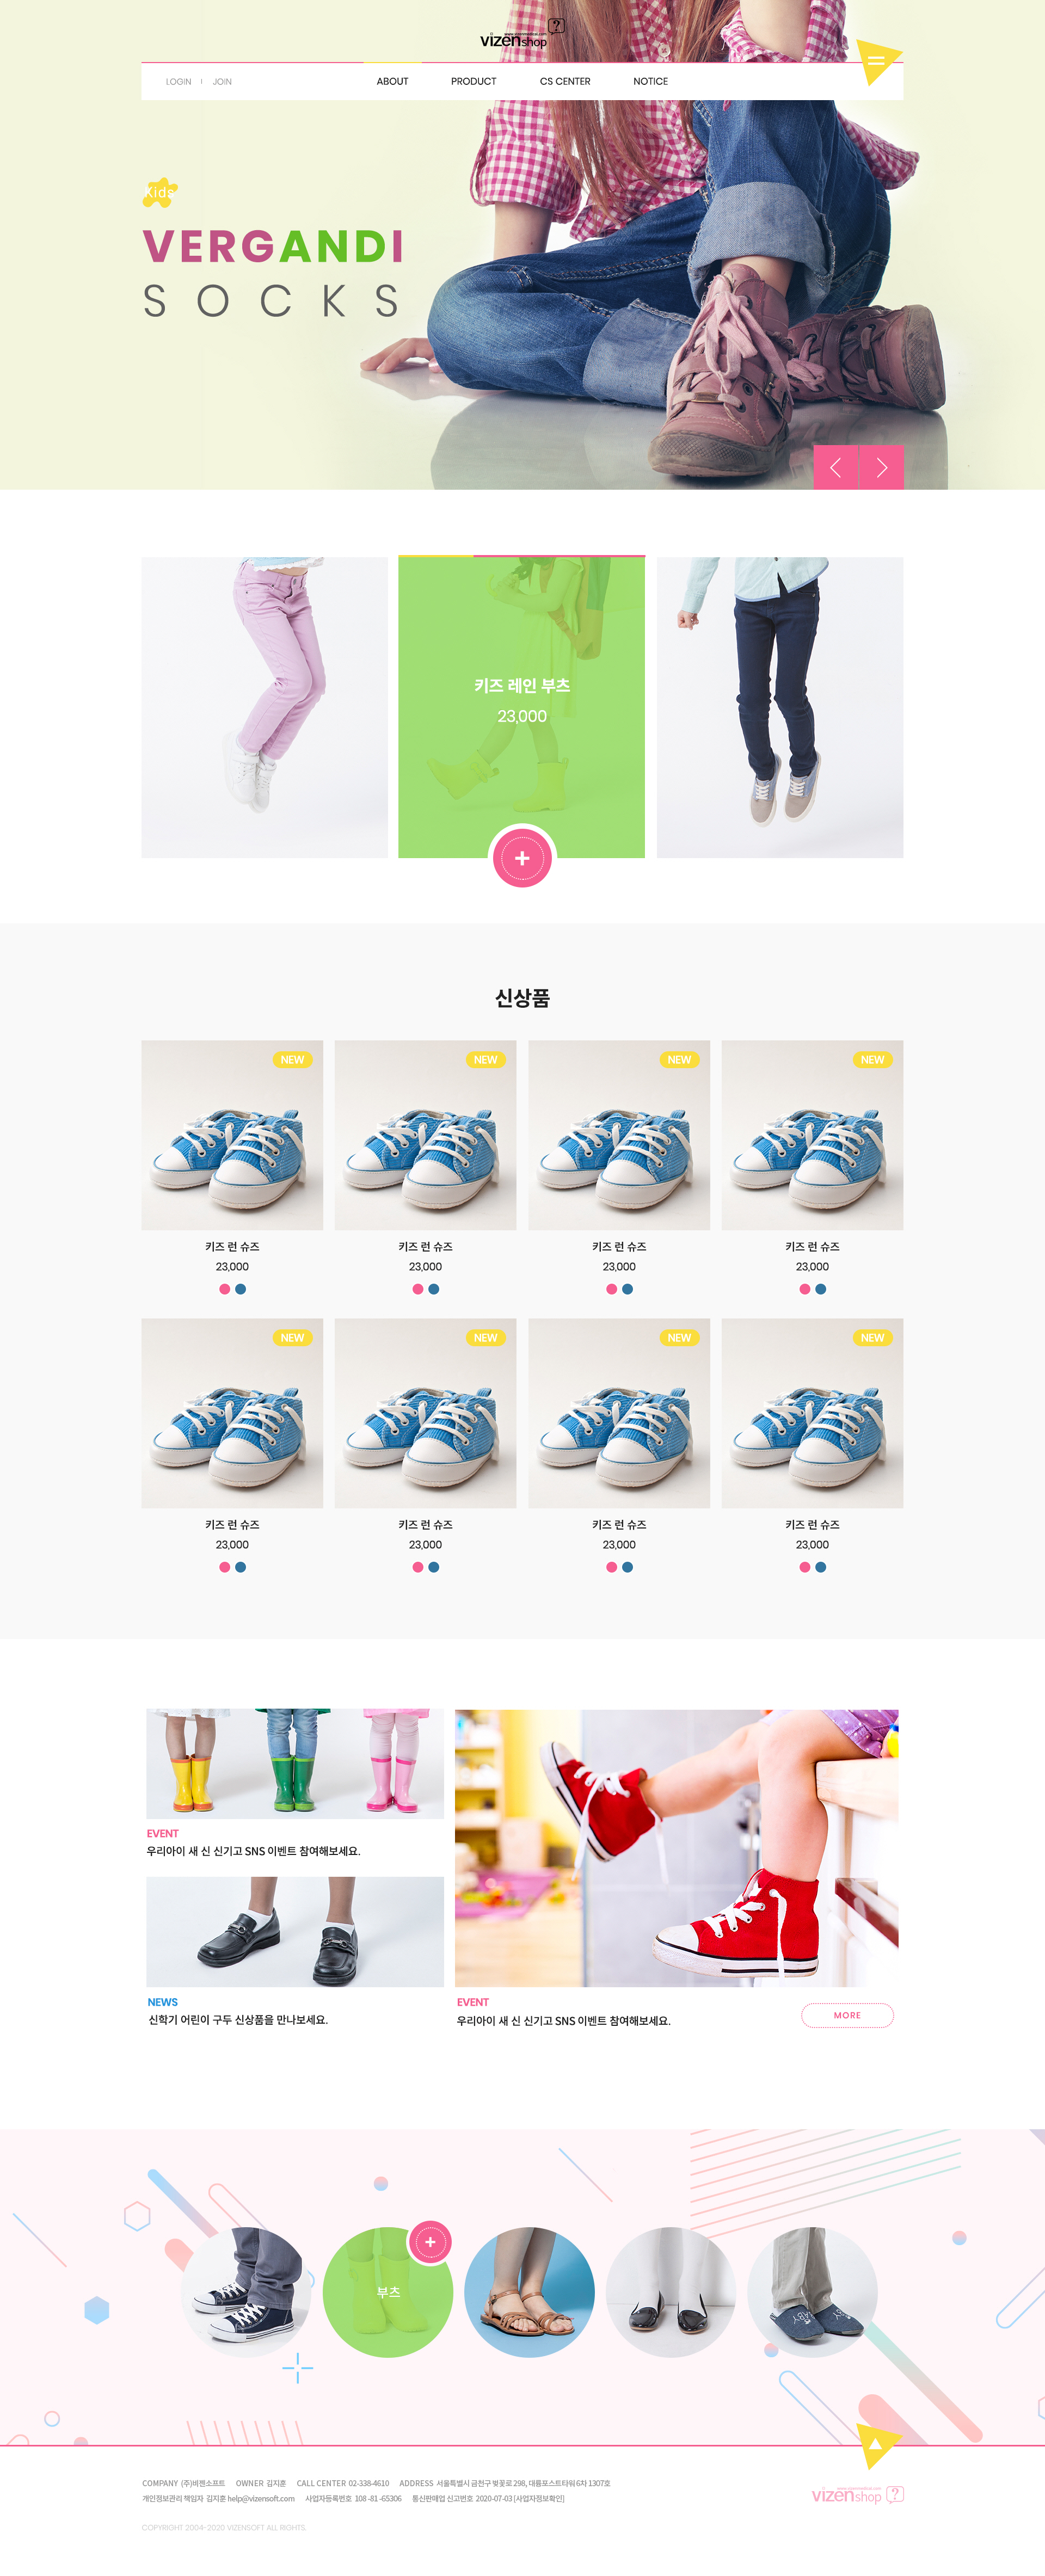 www.vizenmedical.com
vizenshop ?
LOGIN | JOIN ABOUT PRODUCT CS CENTER NOTICE
Kids
VERGANDI
SOCKS
키즈 레인 부츠
23,000
신상품
NEW NEW NEW NEW
키즈 런 슈즈 키즈 런 슈즈 키즈 런 슈즈 키즈 런 슈즈
23,000 23,000 23,000 23,000
NEW NEW NEW NEW
키즈 런 슈즈 키즈 런 슈즈 키즈 런 슈즈 키즈 런 슈즈
23,000 23,000 23,000 23,000
EVENT
우리아이 새 신 신기고 SNS 이벤트 참여해보세요.
NEWS
신학기 어린이 구두 신상품을 만나보세요.
EVENT
우리아이 새 신 신기고 SNS 이벤트 참여해보세요.
MORE
부츠
COMPANY (주)비젠소프트 OWNER 김지훈 CALL CENTER 02-338-4610 ADDRESS 서울특별시 금천구 벚꽃로 298, 대륭포스트타워 6차 1307호
개인정보관리 책임자 김지훈 help@vizensoft.com 사업자등록번호 108 -81 -65306 통신판매업 신고번호 2020-07-03 [사업자정보확인]
COPYRIGHT 2004-2020 VIZENSOFT ALL RIGHTS.
www.vizenmedical.com
vizenshop ?